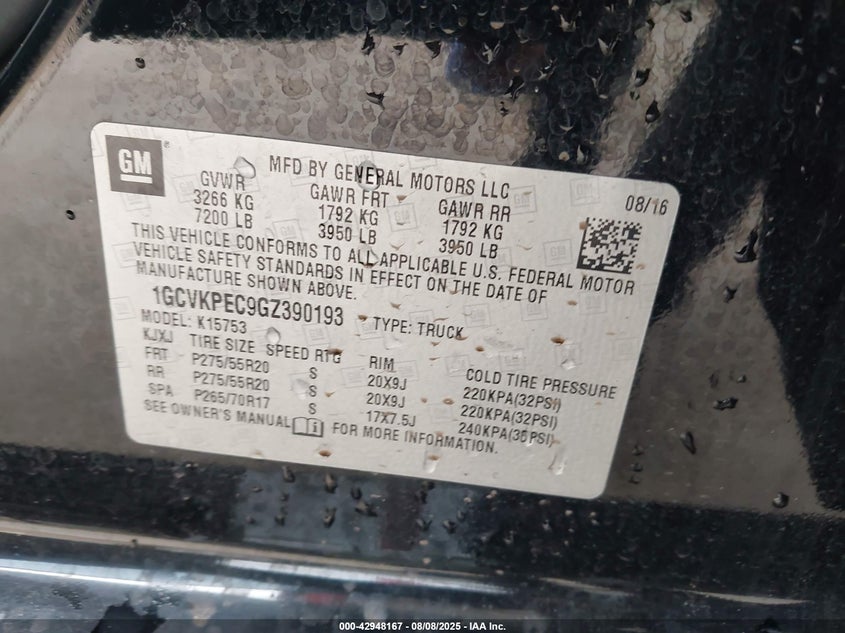 GM
MFD BY GENERAL MOTORS LLC
08/16
GVWR GAWR FRT GAWR RR
3266 KG 1792 KG 1792 KG
7200 LB 3950 LB 3950 LB
THIS VEHICLE CONFORMS TO ALL APPLICABLE U.S. FEDERAL MOTOR
VEHICLE SAFETY STANDARDS IN EFFECT ON THE DATE OF
MANUFACTURE SHOWN ABOVE.
1GCVKPEC9GZ390193 TYPE: TRUCK
MODEL: K15753
KJXJ TIRE SIZE SPEED RTG RIM COLD TIRE PRESSURE
FRT P275/55R20 S 20X9J 220KPA(32PSI)
RR P275/55R20 S 20X9J 220KPA(32PSI)
SPA P265/70R17 S 17X7.5J 240KPA(35PSI)
SEE OWNER'S MANUAL FOR MORE INFORMATION.
000-42948167 - 08/08/2025 - IAA Inc.